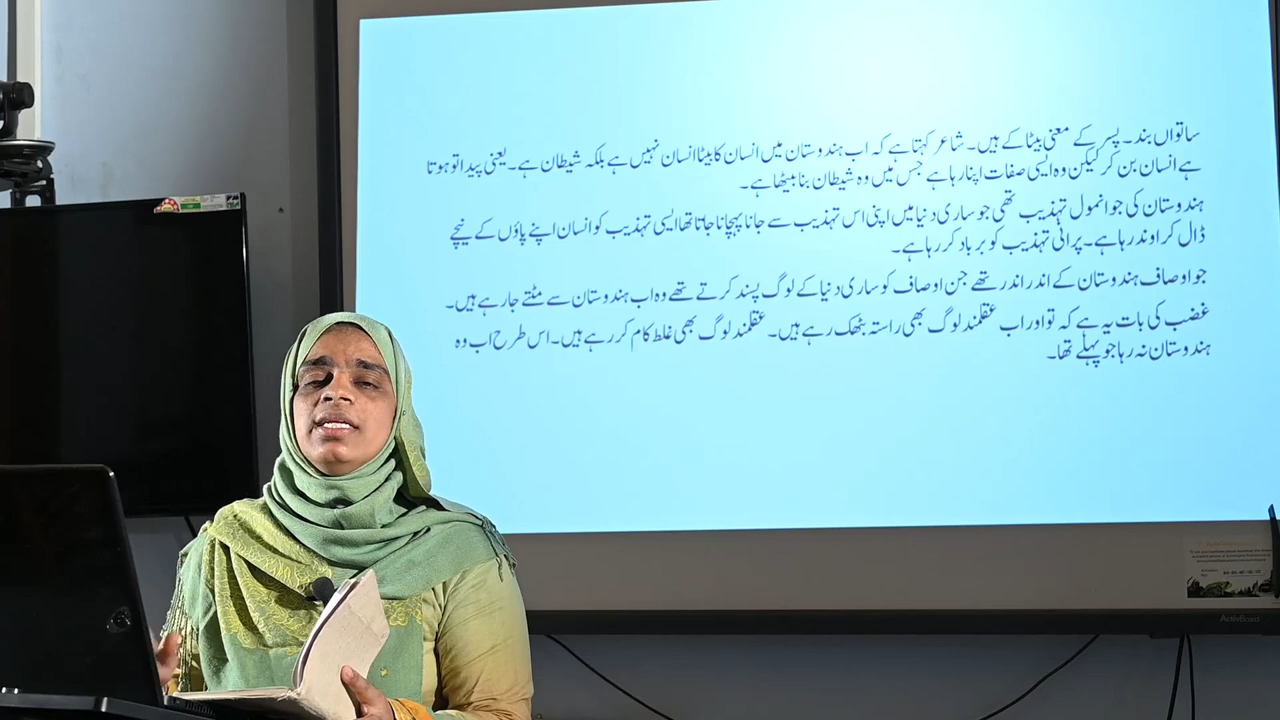 ساتواں بند۔ پسر کے معنی بیٹا کے ہیں۔ شاعر کہتا ہے کہ اب ہندوستان میں انسان کا بیٹا انسان نہیں ہے بلکہ شیطان ہے۔ یعنی پیدا تو ہوتا
ہے انسان بن کر لیکن وہ ایسی صفات اپنا رہا ہے جس میں وہ شیطان بنا بیٹھا ہے۔
ہندوستان کی جو انمول تہذیب تھی جو ساری دنیا میں اپنی اس تہذیب سے جانا پہچانا جاتا تھا ایسی تہذیب کو انسان اپنے پاؤں کے نیچے
ڈال کر اوند رہا ہے۔ پرانی تہذیب کو برباد کر رہا ہے۔
جو اوصاف ہندوستان کے اندر اندر تھے جن اوصاف کو ساری دنیا کے لوگ پسند کرتے تھے وہ اب ہندوستان سے مٹتے جا رہے ہیں۔
غضب کی بات یہ ہے کہ تو اور اب عقلمند لوگ بھی راستہ بٹھک رہے ہیں۔ عقلمند لوگ بھی غلط کام کر رہے ہیں۔ اس طرح اب وہ
ہندوستان نہ رہا جو پہلے تھا۔
ActivBoard